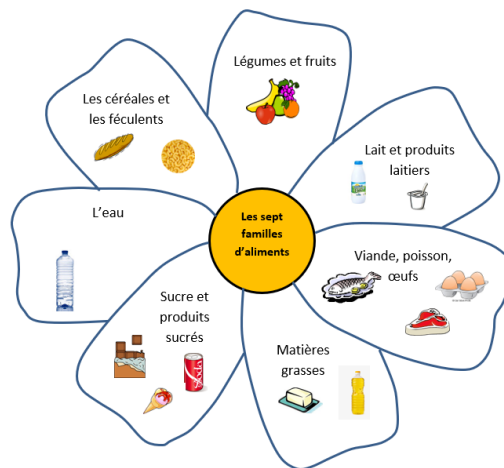 Légumes et fruits
Les céréales et
les féculents
Lait et produits
laitiers
L'eau
Les sept
familles
d'aliments
Viande, poisson,
œufs
Sucre et
produits
sucrés
Soda
Matières
grasses